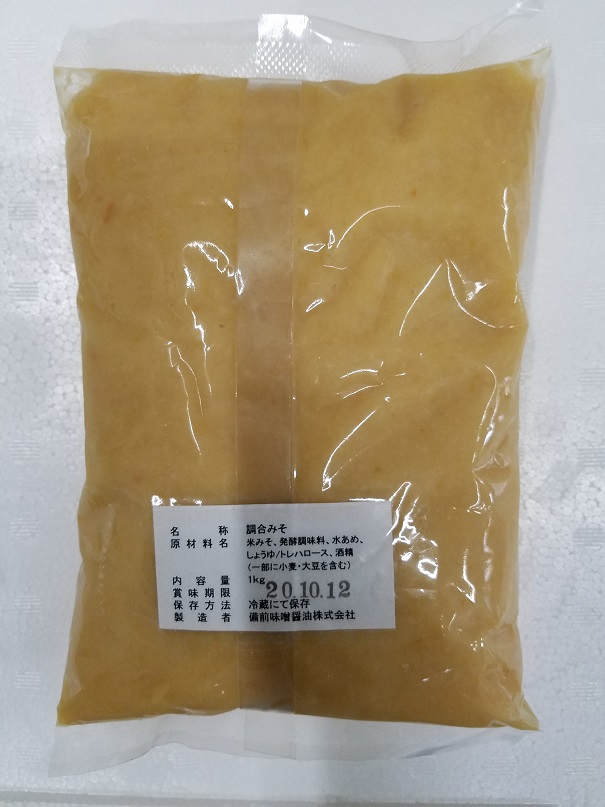 名称 調合みそ
原材料名 米みそ、発酵調味料、水あめ、
しょうゆ/トレハロース、酒精
(一部に小麦・大豆を含む)
内容量 1kg
賞味期限 20.10.12
保存方法 冷蔵にて保存
製造者 備前味噌醤油株式会社